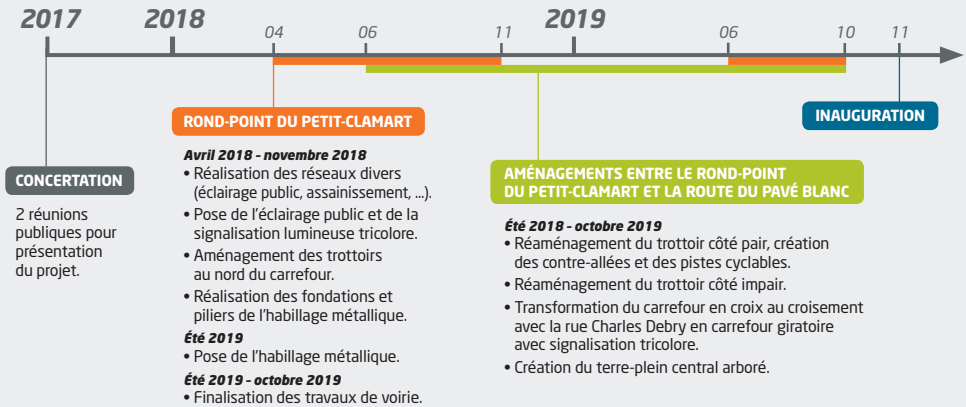 2017
2018
2019
04
06
11
06
10
11
CONCERTATION
2 réunions
publiques pour
présentation
du projet.
ROND-POINT DU PETIT-CLAMART
Avril 2018 - novembre 2018
• Réalisation des réseaux divers
(éclairage public, assainissement, ...).
• Pose de l'éclairage public et de la
signalisation lumineuse tricolore.
• Aménagement des trottoirs
au nord du carrefour.
• Réalisation des fondations et
piliers de l'habillage métallique.
Été 2019
• Pose de l'habillage métallique.
Été 2019 - octobre 2019
• Finalisation des travaux de voirie.
AMÉNAGEMENTS ENTRE LE ROND-POINT
DU PETIT-CLAMART ET LA ROUTE DU PAVÉ BLANC
Été 2018 - octobre 2019
• Réaménagement du trottoir côté pair, création
des contre-allées et des pistes cyclables.
• Réaménagement du trottoir côté impair.
• Transformation du carrefour en croix au croisement
avec la rue Charles Debry en carrefour giratoire
avec signalisation tricolore.
• Création du terre-plein central arboré.
INAUGURATION